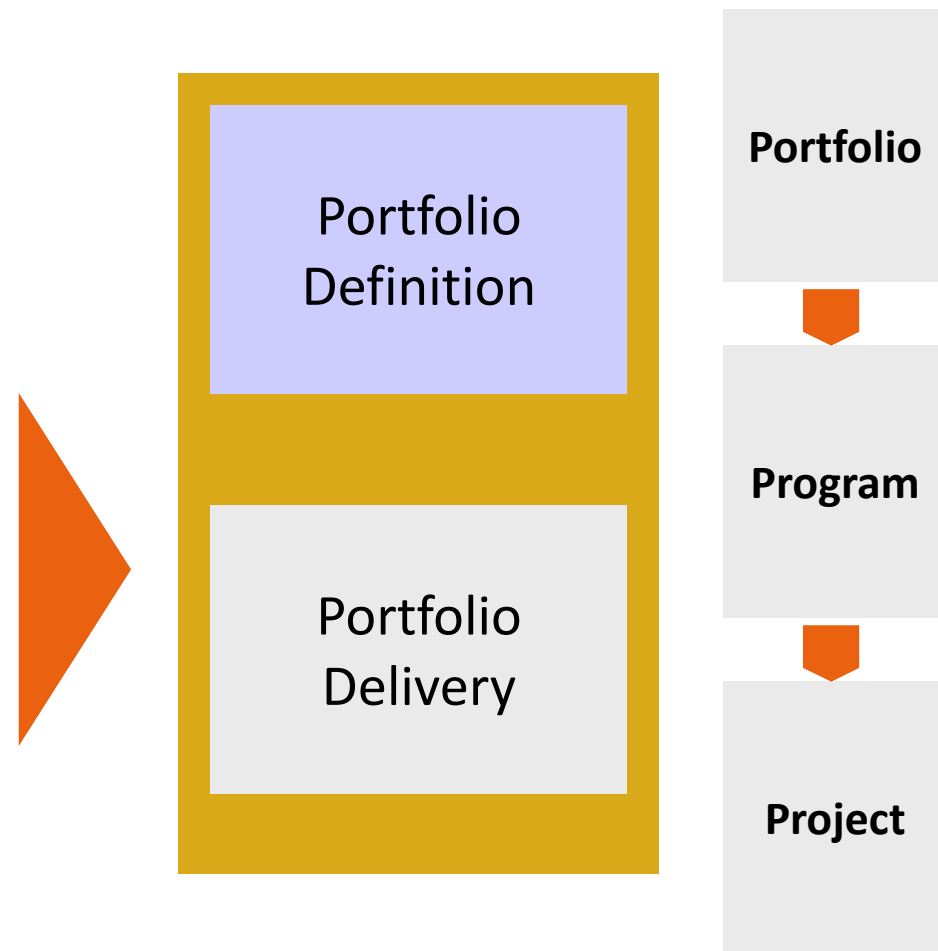 Portfolio
Definition
Portfolio
Delivery
Portfolio
Program
Project